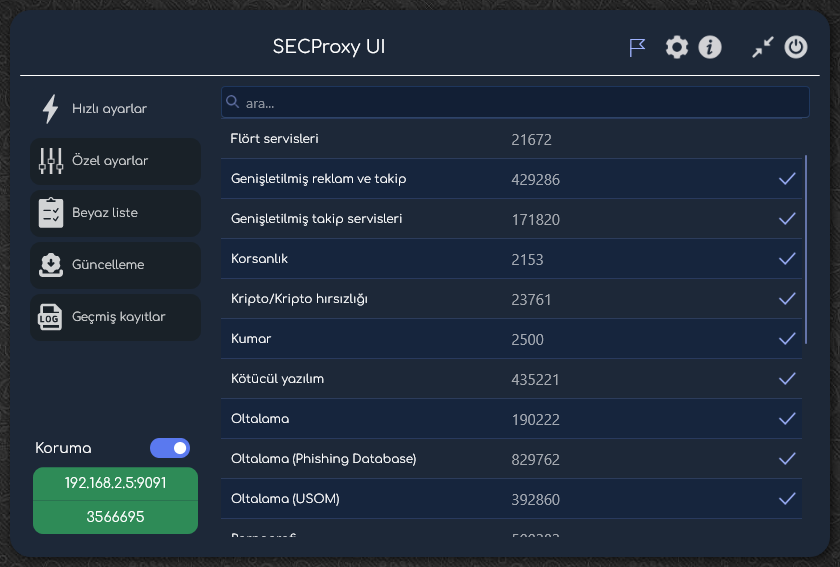 SECProxy UI
Hızlı ayarlar
Özel ayarlar
Beyaz liste
Güncelleme
LOG
Geçmiş kayıtlar
Koruma
192.168.2.5:9091
3566695
ara...
Flört servisleri 21672
Genişletilmiş reklam ve takip 429286
Genişletilmiş takip servisleri 171820
Korsanlık 2153
Kripto/Kripto hırsızlığı 23761
Kumar 2500
Kötücül yazılım 435221
Oltalama 190222
Oltalama (Phishing Database) 829762
Oltalama (USOM) 392860